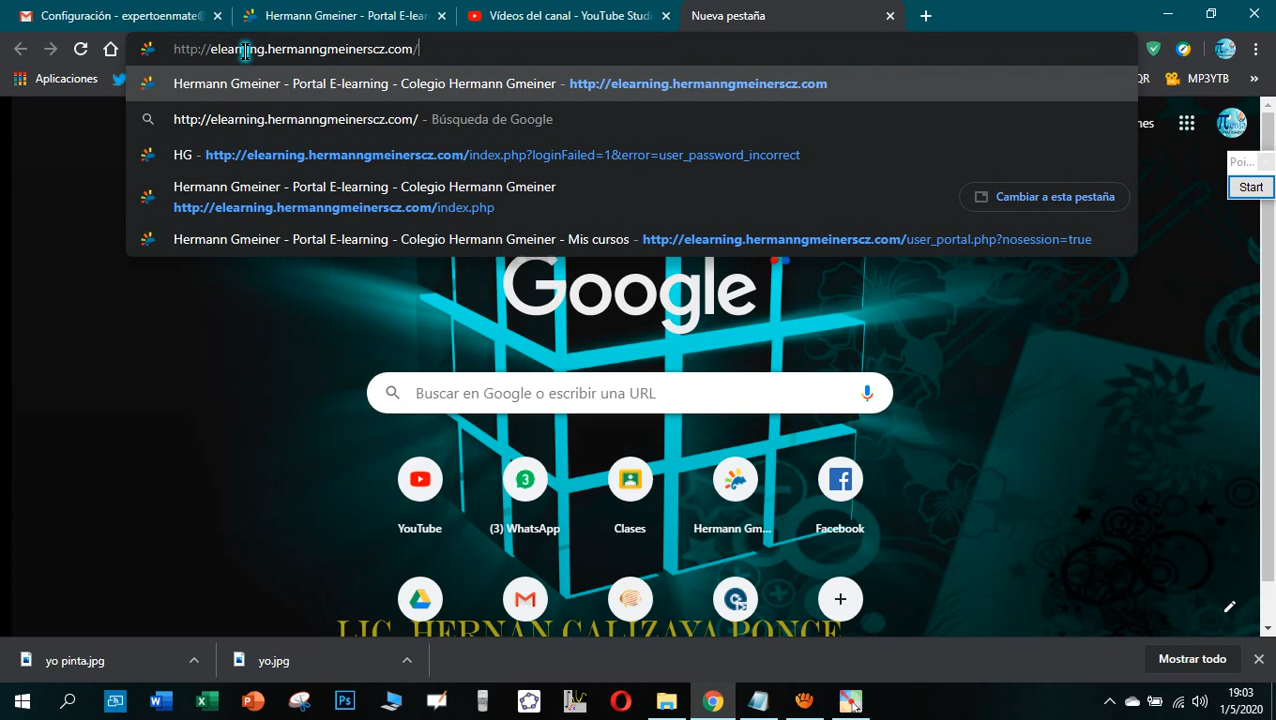 Configuración - expertoenmate@
Hermann Gmeiner - Portal E-lear
Vídeos del canal - YouTube Studi
Nueva pestaña
http://elearning.hermanngmeinerscz.com/
Aplicaciones
QR
MP3YTB
»
Hermann Gmeiner - Portal E-learning - Colegio Hermann Gmeiner - http://elearning.hermanngmeinerscz.com
http://elearning.hermanngmeinerscz.com/ - Búsqueda de Google
nes
HG - http://elearning.hermanngmeinerscz.com/index.php?loginFailed=1&error=user_password_incorrect
Poi...
Hermann Gmeiner - Portal E-learning - Colegio Hermann Gmeiner
http://elearning.hermanngmeinerscz.com/index.php
Cambiar a esta pestaña
Start
Hermann Gmeiner - Portal E-learning - Colegio Hermann Gmeiner - Mis cursos - http://elearning.hermanngmeinerscz.com/user_portal.php?nosession=true
Google
Buscar en Google o escribir una URL
3
YouTube
(3) WhatsApp
Clases
Hermann Gm...
Facebook
LIC. HERNAN CALIZAYA PONCE
yo pinta.jpg
yo.jpg
Mostrar todo
19:03
1/5/2020